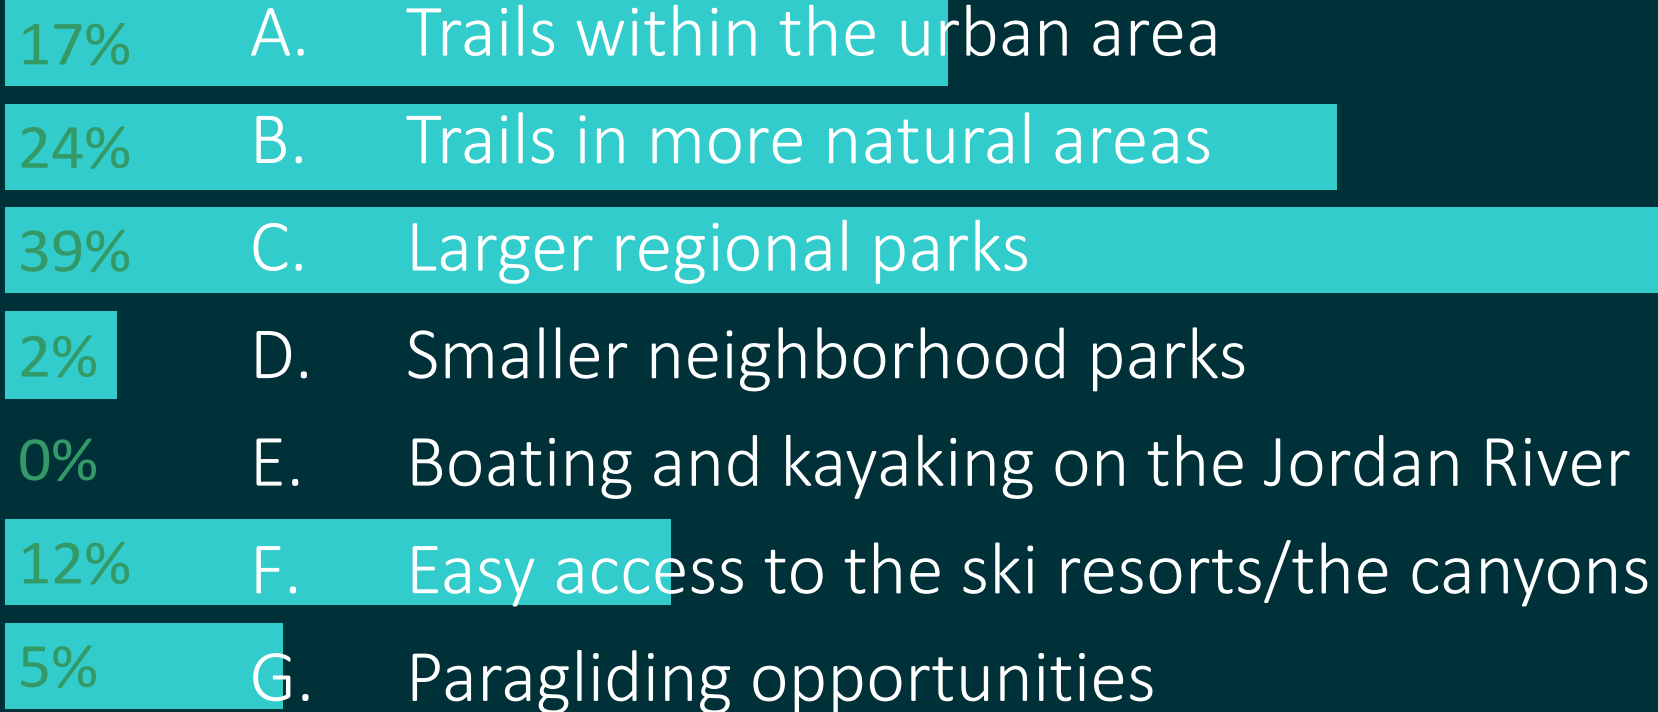 17% A. Trails within the urban area
24% B. Trails in more natural areas
39% C. Larger regional parks
2% D. Smaller neighborhood parks
0% E. Boating and kayaking on the Jordan River
12% F. Easy access to the ski resorts/the canyons
5% G. Paragliding opportunities